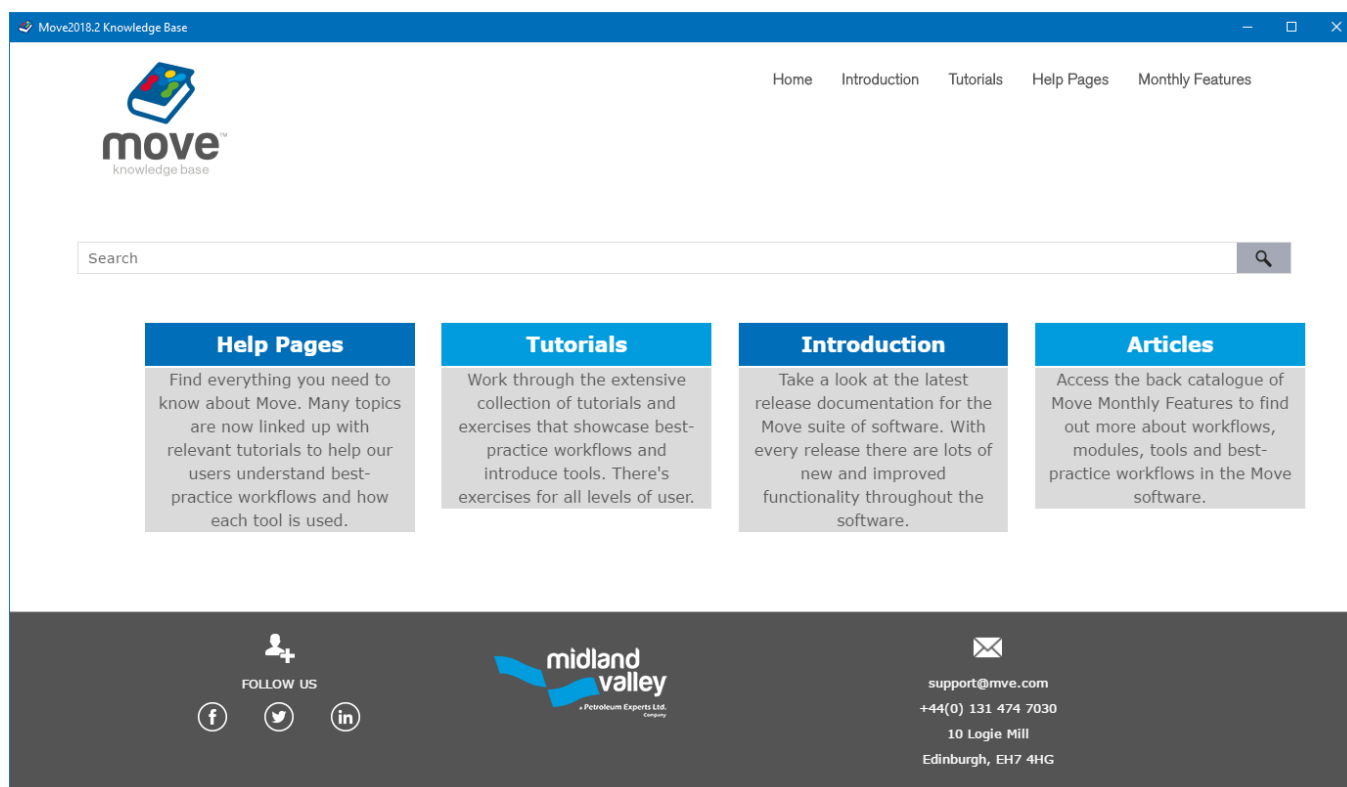 Move2018.2 Knowledge Base
Home Introduction Tutorials Help Pages Monthly Features
move™
knowledge base
Search
Help Pages
Find everything you need to
know about Move. Many topics
are now linked up with
relevant tutorials to help our
users understand best-
practice workflows and how
each tool is used.
Tutorials
Work through the extensive
collection of tutorials and
exercises that showcase best-
practice workflows and
introduce tools. There's
exercises for all levels of user.
Introduction
Take a look at the latest
release documentation for the
Move suite of software. With
every release there are lots of
new and improved
functionality throughout the
software.
Articles
Access the back catalogue of
Move Monthly Features to find
out more about workflows,
modules, tools and best-
practice workflows in the Move
software.
FOLLOW US
f in
midland
valley
a Petroleum Experts Ltd.
Company
support@mve.com
+44(0) 131 474 7030
10 Logie Mill
Edinburgh, EH7 4HG